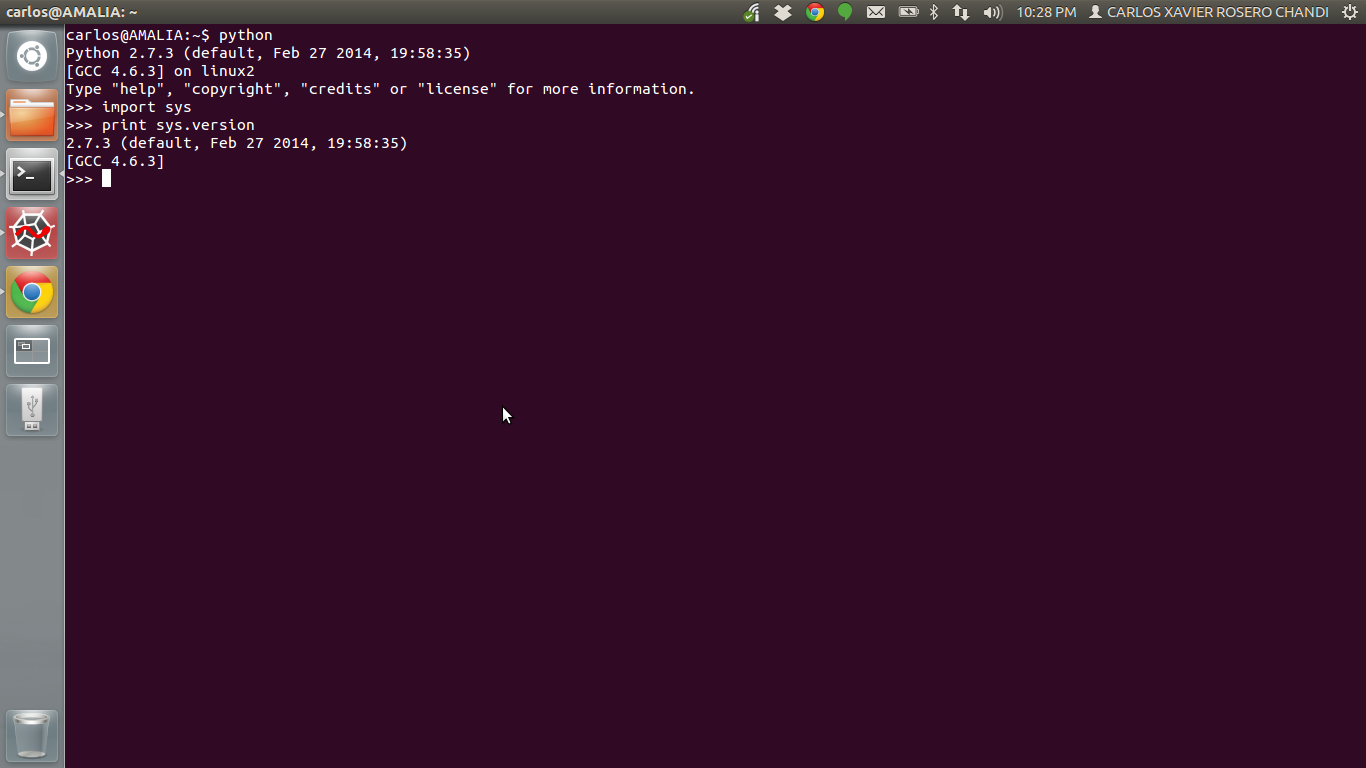 carlos@AMALIA: ~
10:28 PM
CARLOS XAVIER ROSERO CHANDI
carlos@AMALIA:~$ python
Python 2.7.3 (default, Feb 27 2014, 19:58:35)
[GCC 4.6.3] on linux2
Type "help", "copyright", "credits" or "license" for more information.
>>> import sys
>>> print sys.version
2.7.3 (default, Feb 27 2014, 19:58:35)
[GCC 4.6.3]
>>>